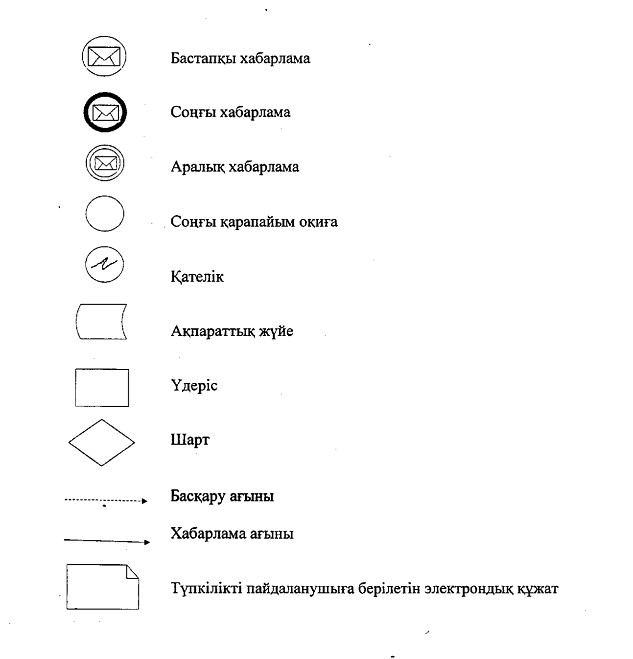 Бастапқы хабарлама
Соңғы хабарлама
Аралық хабарлама
Соңғы қарапайым оқиға
Қателік
Ақпараттық жүйе
Үдеріс
Шарт
Басқару ағыны
Хабарлама ағыны
Түпкілікті пайдаланушыға берілетін электрондық құжат